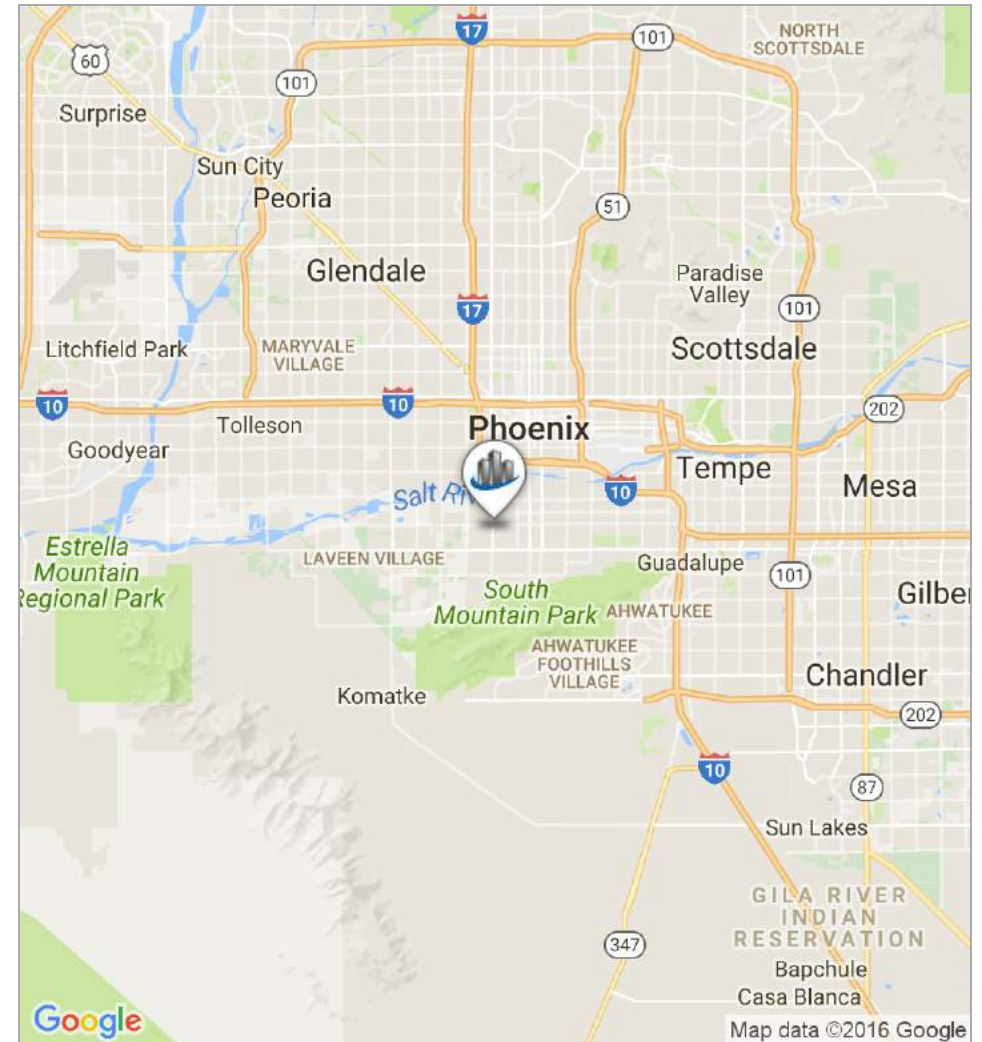 17
101
NORTH
SCOTTSDALE
60
101
Surprise
Sun City
Peoria
51
Glendale
Paradise
Valley
17
101
Litchfield Park
MARYVALE
VILLAGE
Scottsdale
10
10
202
Tolleson
Phoenix
Goodyear
Tempe
Mesa
Salt Ri
10
Estrella
Mountain
Regional Park
LAVEEN VILLAGE
Guadalupe
101
South
Mountain Park
AHWATUKEE
Gilbe
AHWATUKEE
FOOTHILLS
VILLAGE
Chandler
Komatke
202
10
87
Sun Lakes
GILA RIVER
INDIAN
RESERVATION
347
Bapchule
Casa Blanca
Google
Map data ©2016 Google